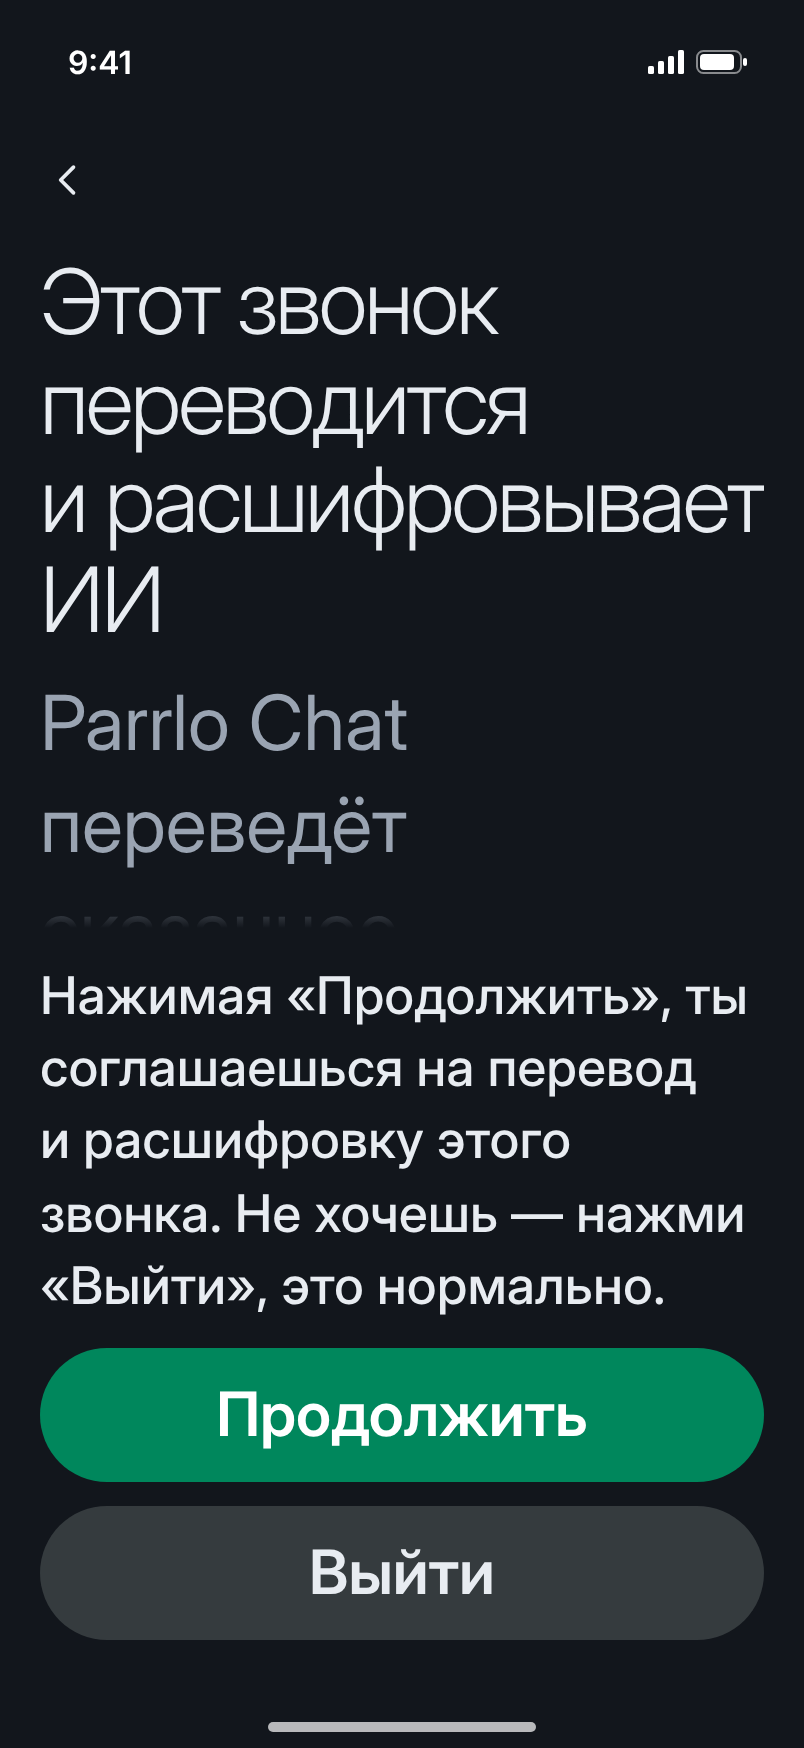 9:41
Этот звонок
переводится
и расшифровывает
ИИ
Parrlo Chat
переведёт
Нажимая «Продолжить», ты
соглашаешься на перевод
и расшифровку этого
звонка. Не хочешь — нажми
«Выйти», это нормально.
Продолжить
Выйти